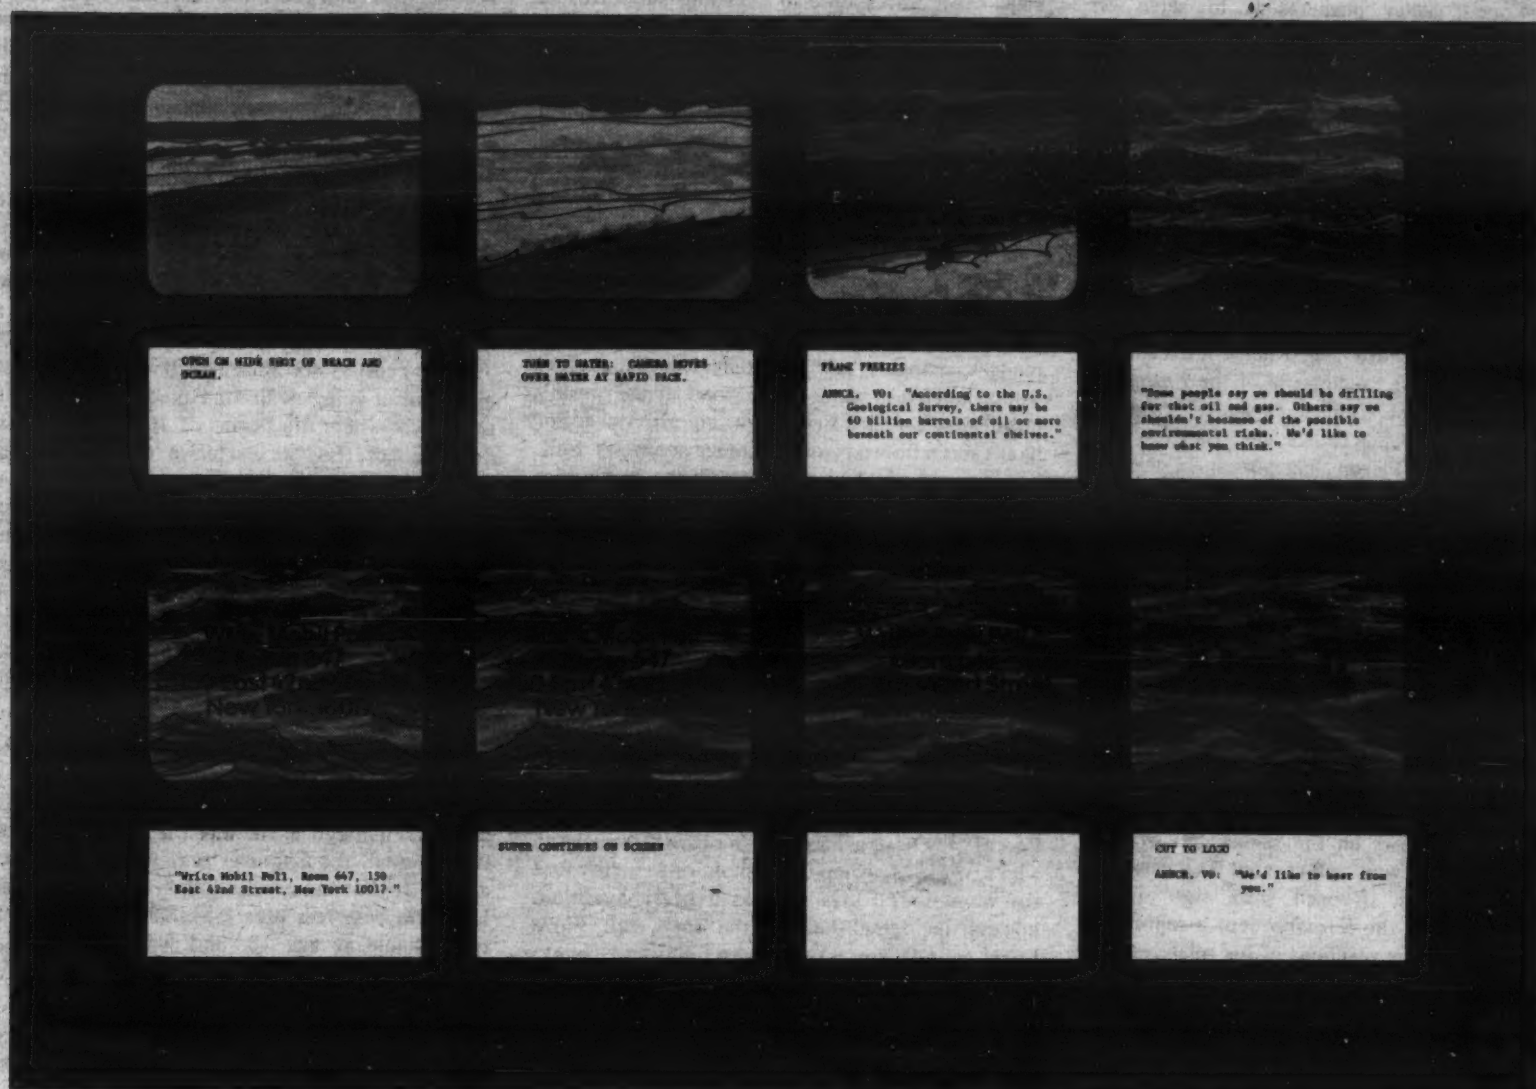 OPEN ON WIDE SHOT OF BEACH AND
OCEAN.
TURN TO WATER: CAMERA MOVES
OVER WATER AT RAPID PACE.
FRAME FREEZES
ANNCR. VO: "According to the U.S.
Geological Survey, there may be
60 billion barrels of oil or more
beneath our continental shelves."
"Some people say we should be drilling
for that oil and gas. Others say we
shouldn't because of the possible
environmental risks. We'd like to
know what you think."
Write Mobil
New York
"Write Mobil Poll, Room 647, 150
East 42nd Street, New York 10017."
SUPER CONTINUES ON SCREEN
CUT TO LOGO
ANNCR. VO: "We'd like to hear from
you."